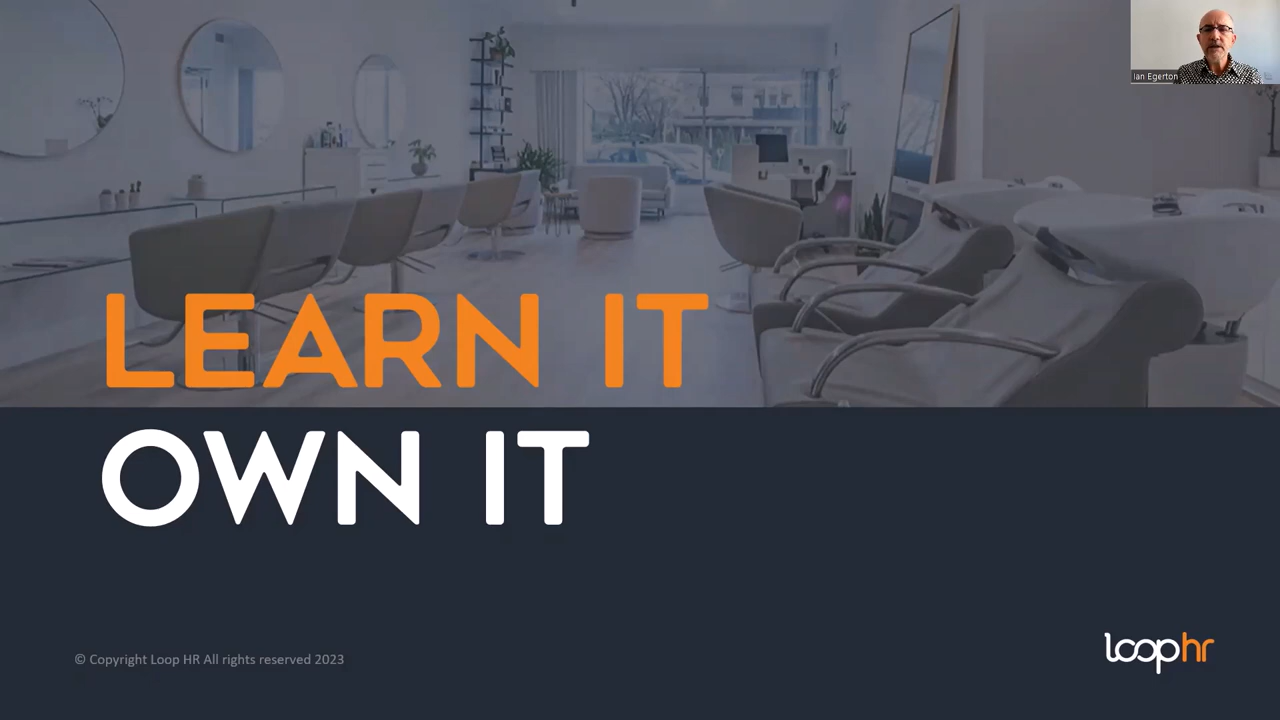 Ian Egerton
LEARN IT
OWN IT
© Copyright Loop HR All rights reserved 2023
loophr